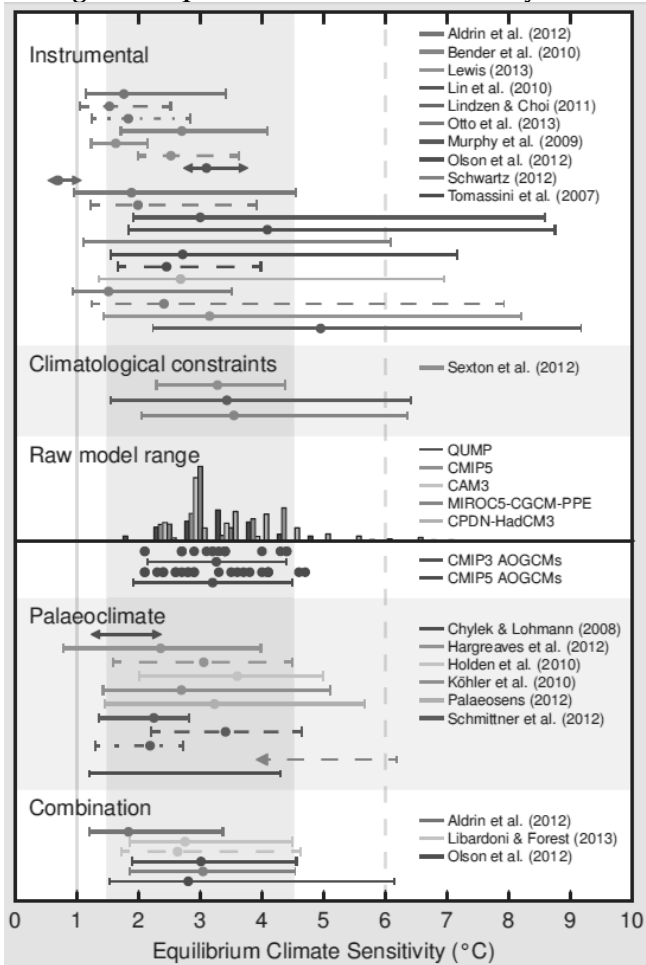 Instrumental
Aldrin et al. (2012)
Bender et al. (2010)
Lewis (2013)
Lin et al. (2010)
Lindzen & Choi (2011)
Otto et al. (2013)
Murphy et al. (2009)
Olson et al. (2012)
Schwartz (2012)
Tomassini et al. (2007)
Climatological constraints
Sexton et al. (2012)
Raw model range
QUMP
CMIP5
CAM3
MIROC5-CGCM-PPE
CPDN-HadCM3
CMIP3 AOGCMs
CMIP5 AOGCMs
Palaeoclimate
Chylek & Lohmann (2008)
Hargreaves et al. (2012)
Holden et al. (2010)
Köhler et al. (2010)
Palaeosens (2012)
Schmittner et al. (2012)
Combination
Aldrin et al. (2012)
Libardoni & Forest (2013)
Olson et al. (2012)
0 1 2 3 4 5 6 7 8 9 10
Equilibrium Climate Sensitivity (°C)